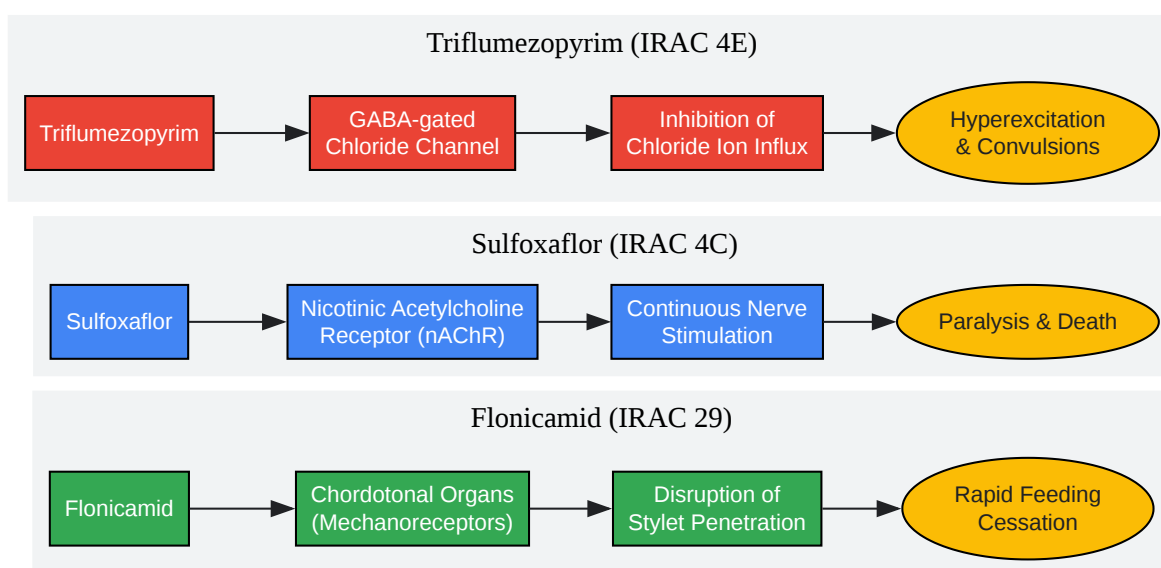 Triflumezopyrim (IRAC 4E)
Triflumezopyrim
GABA-gated
Chloride Channel
Inhibition of
Chloride Ion Influx
Hyperexcitation
& Convulsions
Sulfoxaflor (IRAC 4C)
Sulfoxaflor
Nicotinic Acetylcholine
Receptor (nAChR)
Continuous Nerve
Stimulation
Paralysis & Death
Flonicamid (IRAC 29)
Flonicamid
Chordotonal Organs
(Mechanoreceptors)
Disruption of
Stylet Penetration
Rapid Feeding
Cessation